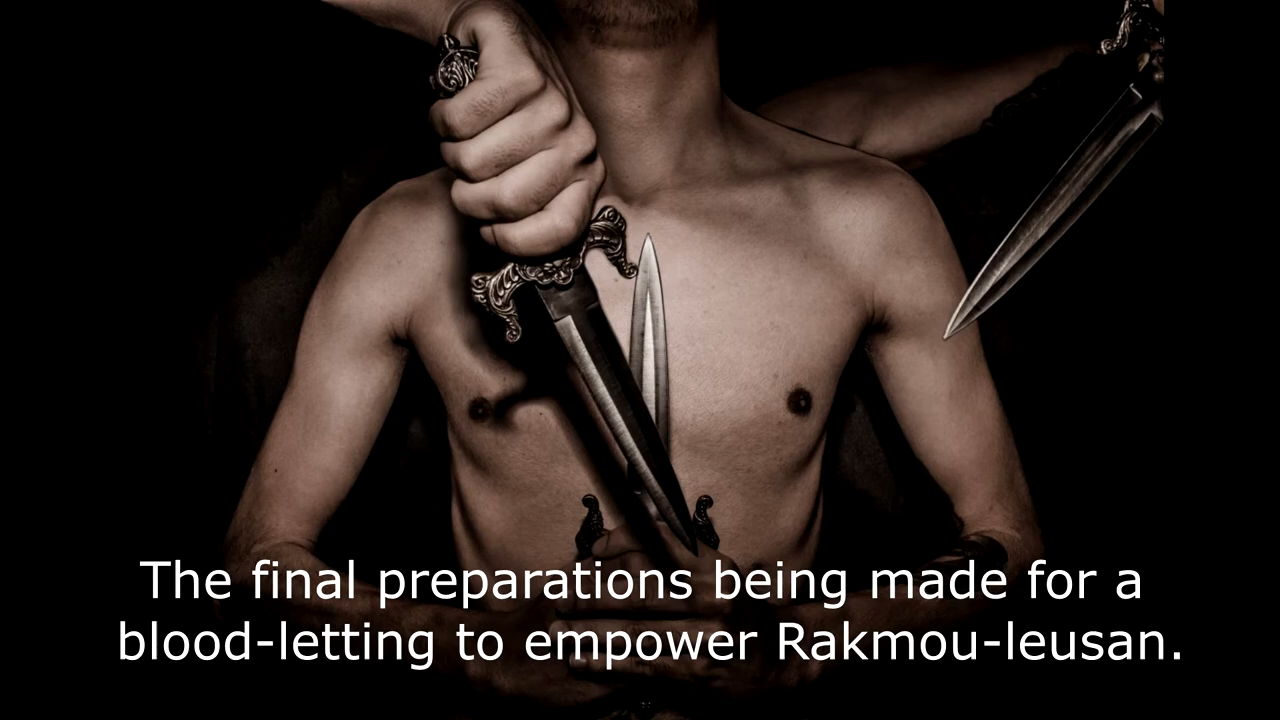 The final preparations being made for a
blood-letting to empower Rakmou-leusan.